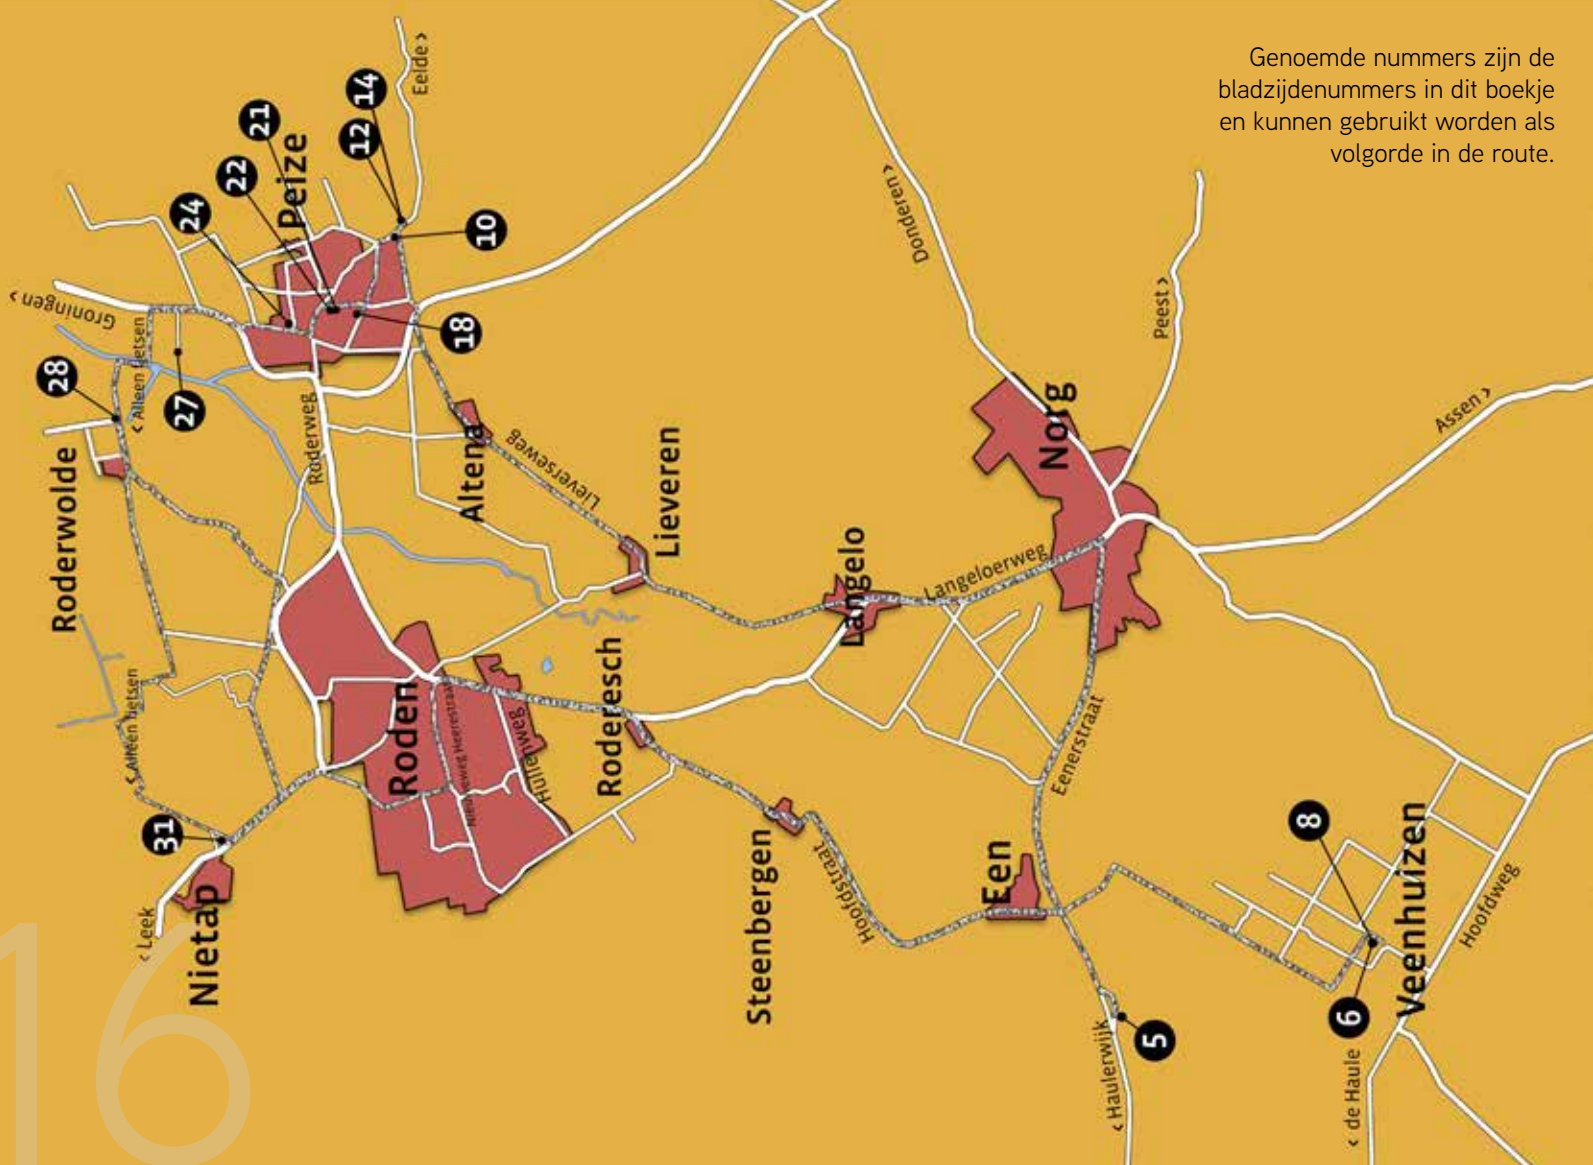 Genoemde nummers zijn de
bladzijdenummers in dit boekje
en kunnen gebruikt worden als
volgorde in de route.
Eelde >
14
12
21
Peize
22
24
10
18
Groningen >
< Alleen fietsen
27
28
Roderwolde
Roderweg
Altena
Lieverseweg
Lieveren
Donderen >
Peest >
Norg
Assen >
Langelo
Langeloerweg
Eenerstraat
< Alleen fietsen
Roden
Nieuweweg Heerestraat
Hullenweg
Roderesch
31
Nietap
< Leek
Steenbergen
Hoofdstraat
Een
5
< Haulerwijk
8
6
Veenhuizen
Hoofdweg
< de Haule
16